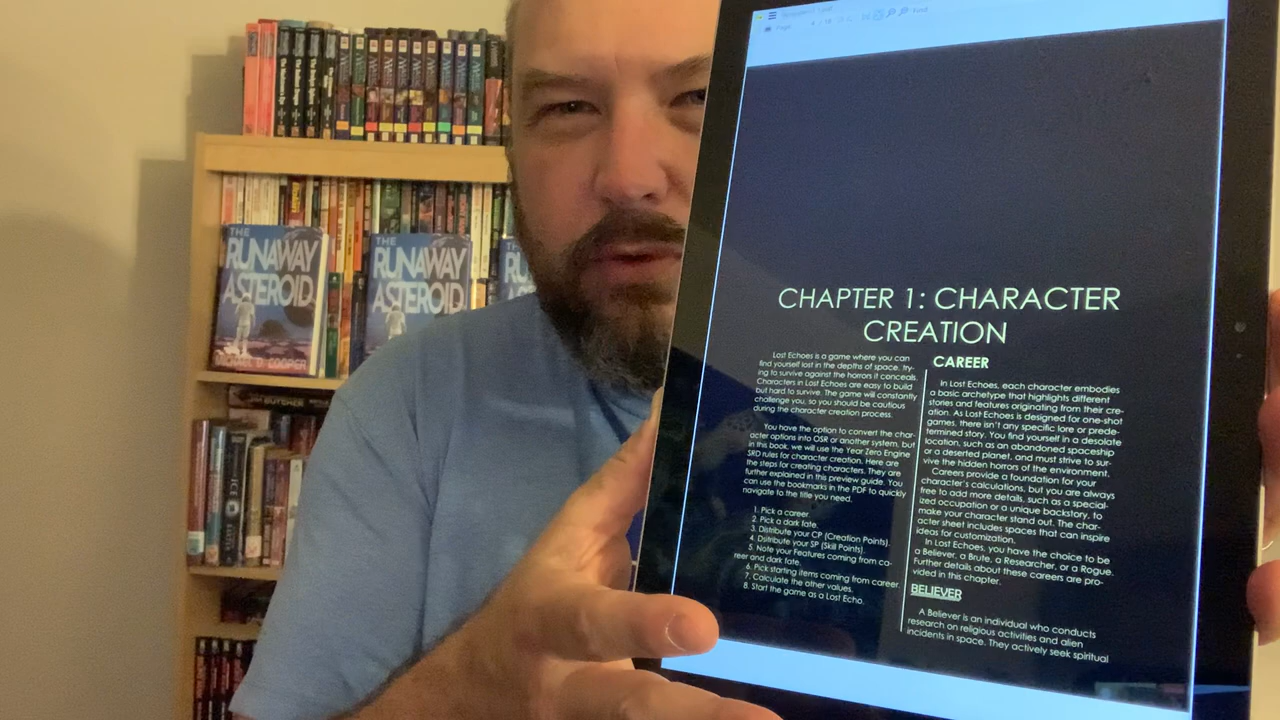 THE
RUNAWAY
ASTEROID
MICHAEL D. COOPER
THE
RUNAWAY
ASTEROID
ICE
Page:
Find:
CHAPTER 1: CHARACTER
CREATION
Lost Echoes is a game where you can
find yourself lost in the depths of space, try-
ing to survive against the horrors it conceals.
Characters in Lost Echoes are easy to build
but hard to survive. The game will constantly
challenge you, so you should be cautious
during the character creation process.
You have the option to convert the char-
acter options into OSR or another system, but
in this book, we will use the Year Zero Engine
SRD rules for character creation. Here are
the steps for creating characters. They are
further explained in this preview guide. You
can use the bookmarks in the PDF to quickly
navigate to the title you need.
1. Pick a career.
2. Pick a dark fate.
3. Distribute your CP (Creation Points).
4. Dsitribute your SP (Skill Points).
5. Note your Features coming from ca-
reer and dark fate.
6. Pick starting items coming from career.
7. Calculate the other values.
8. Start the game as a Lost Echo.
CAREER
In Lost Echoes, each character embodies
a basic archetype that highlights different
stories and features originating from their cre-
ation. As Lost Echoes is designed for one-shot
games, there isn't any specific lore or prede-
termined story. You find yourself in a desolate
location, such as an abandoned spaceship
or a deserted planet, and must strive to sur-
vive the hidden horrors of the environment.
Careers provide a foundation for your
character's calculations, but you are always
free to add more details, such as a special-
ized occupation or a unique backstory, to
make your character stand out. The char-
acter sheet includes spaces that can inspire
ideas for customization.
In Lost Echoes, you have the choice to be
a Believer, a Brute, a Researcher, or a Rogue.
Further details about these careers are pro-
vided in this chapter.
BELIEVER
A Believer is an individual who conducts
research on religious activities and alien
incidents in space. They actively seek spiritual